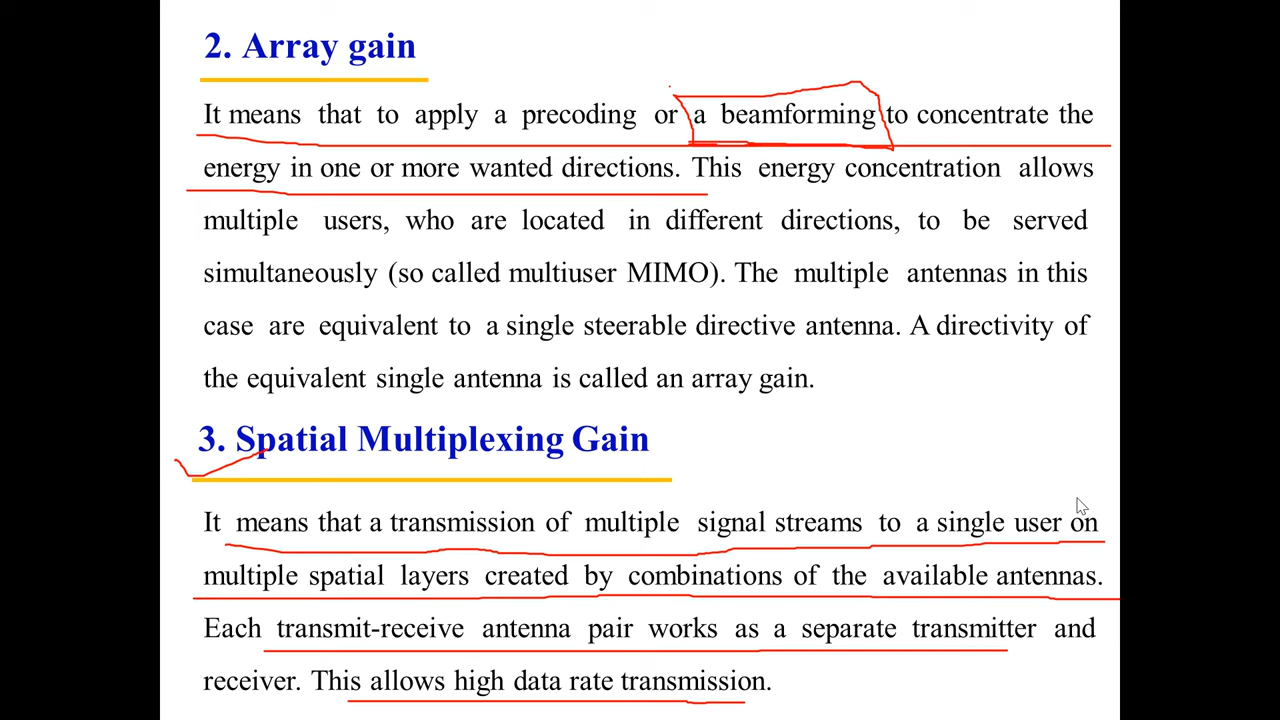 2. Array gain
It means that to apply a precoding or a beamforming to concentrate the
energy in one or more wanted directions. This energy concentration allows
multiple users, who are located in different directions, to be served
simultaneously (so called multiuser MIMO). The multiple antennas in this
case are equivalent to a single steerable directive antenna. A directivity of
the equivalent single antenna is called an array gain.
3. Spatial Multiplexing Gain
It means that a transmission of multiple signal streams to a single user on
multiple spatial layers created by combinations of the available antennas.
Each transmit-receive antenna pair works as a separate transmitter and
receiver. This allows high data rate transmission.